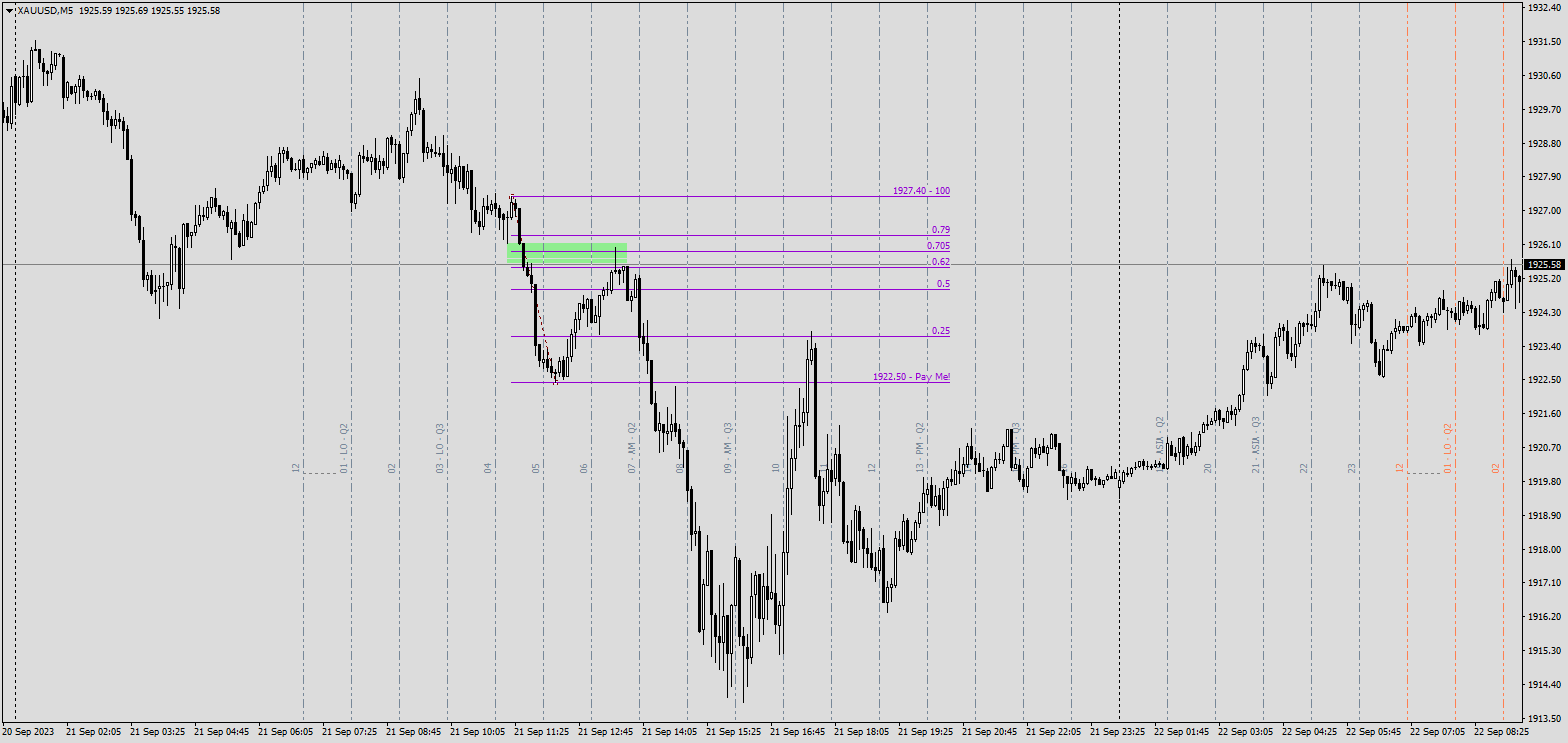 XAUUSD,M5 1925.59 1925.69 1925.55 1925.58
1932.40
1931.50
1930.60
1929.70
1928.80
1927.90
1927.00
1926.10
1925.58
1925.20
1924.30
1923.40
1922.50
1921.60
1920.70
1919.80
1918.90
1918.00
1917.10
1916.20
1915.30
1914.40
1913.50
1927.40 - 100
0.79
0.705
0.62
0.5
0.25
1922.50 - Pay Me!
12
01 - LO - Q2
02
03 - LO - Q3
04
05
06
07 - AM - Q2
08
09 - AM - Q3
10
11
12
13 - PM - Q2
PM - Q3
ASIA - Q2
20
21 - ASIA - Q3
22
23
12
01 - LO - Q2
02
20 Sep 2023
21 Sep 02:05
21 Sep 03:25
21 Sep 04:45
21 Sep 06:05
21 Sep 07:25
21 Sep 08:45
21 Sep 10:05
21 Sep 11:25
21 Sep 12:45
21 Sep 14:05
21 Sep 15:25
21 Sep 16:45
21 Sep 18:05
21 Sep 19:25
21 Sep 20:45
21 Sep 22:05
21 Sep 23:25
22 Sep 01:45
22 Sep 03:05
22 Sep 04:25
22 Sep 05:45
22 Sep 07:05
22 Sep 08:25